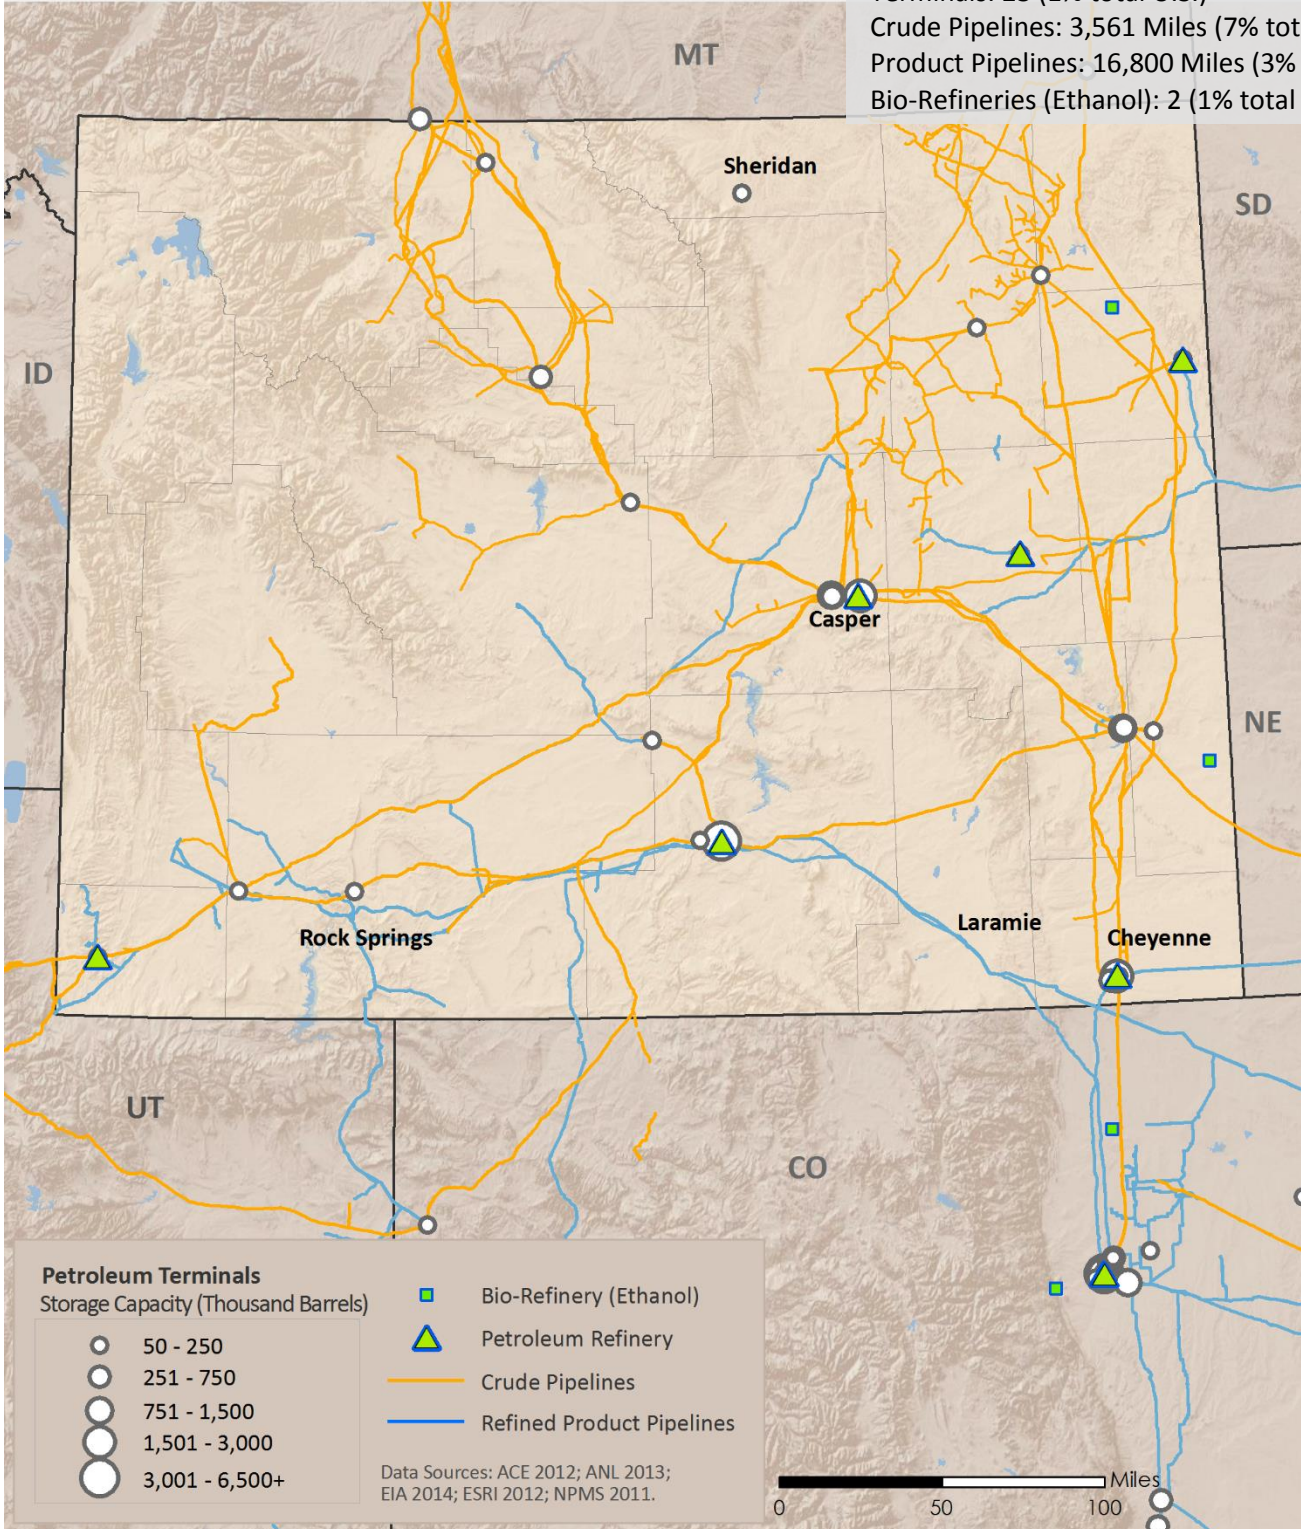 Crude Pipelines: 3,561 Miles (7% tot
Product Pipelines: 16,800 Miles (3%
Bio-Refineries (Ethanol): 2 (1% total
MT
Sheridan
SD
ID
Casper
NE
Laramie
Rock Springs
Cheyenne
UT
CO
Petroleum Terminals
Storage Capacity (Thousand Barrels)
50 - 250
251 - 750
751 - 1,500
1,501 - 3,000
3,001 - 6,500+
Bio-Refinery (Ethanol)
Petroleum Refinery
Crude Pipelines
Refined Product Pipelines
Data Sources: ACE 2012; ANL 2013;
EIA 2014; ESRI 2012; NPMS 2011.
Miles
0 50 100